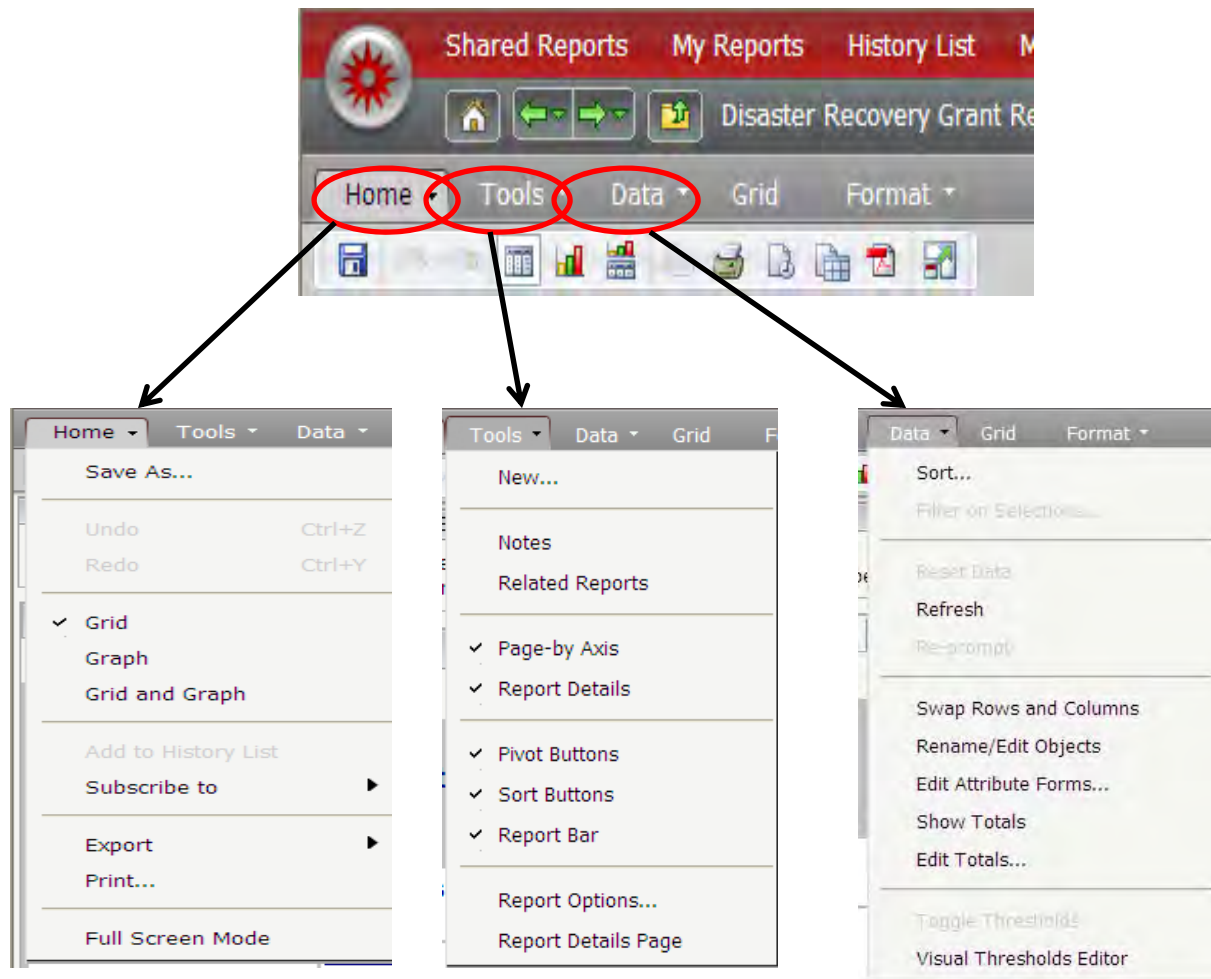 Shared Reports My Reports History List M
Disaster Recovery Grant Re
Home Tools Data Grid Format
Home Tools Data
Save As...
Undo Ctrl+Z
Redo Ctrl+Y
Grid
Graph
Grid and Graph
Add to History List
Subscribe to
Export
Print...
Full Screen Mode
Tools Data Grid F
New...
Notes
Related Reports
Page-by Axis
Report Details
Pivot Buttons
Sort Buttons
Report Bar
Report Options...
Report Details Page
Data Grid Format
Sort...
Filter on Selections...
Reset Data
Refresh
Re-prompt
Swap Rows and Columns
Rename/Edit Objects
Edit Attribute Forms...
Show Totals
Edit Totals...
Toggle Thresholds
Visual Thresholds Editor